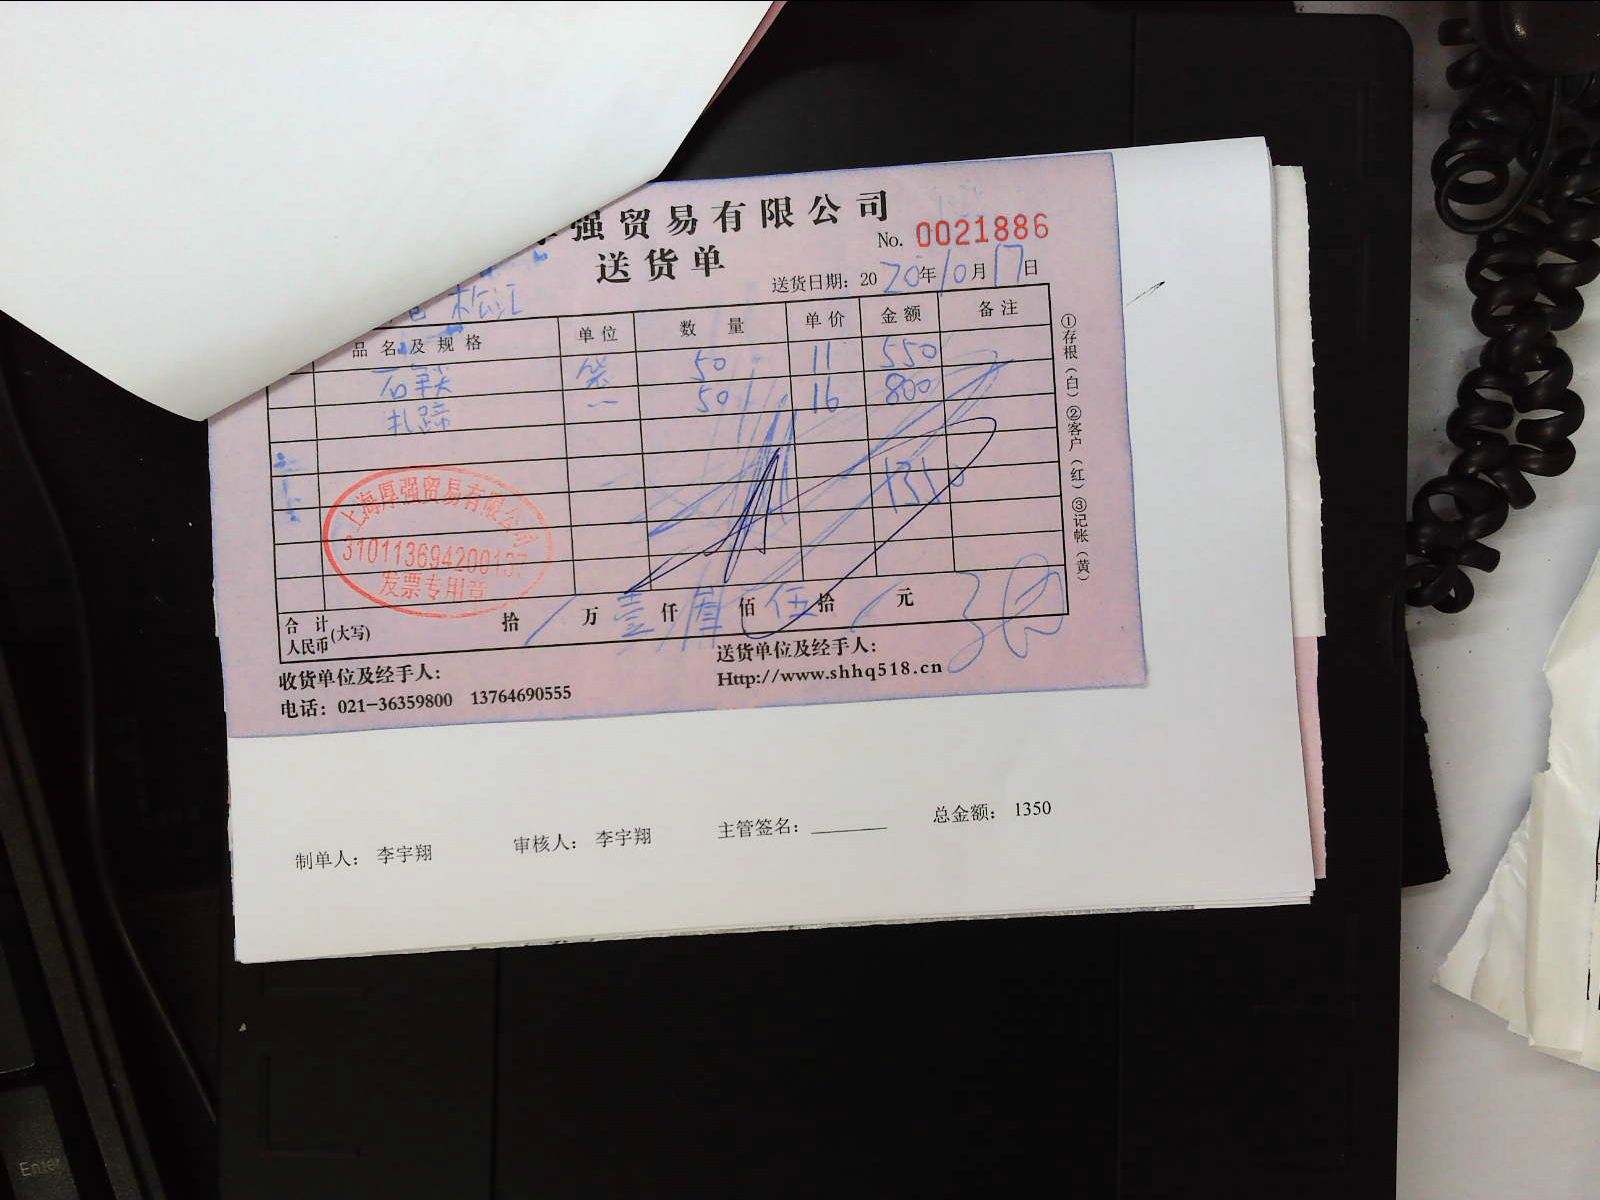 强贸易有限公司
No. 0021886
送货单
送货日期: 2020年10月17日
松江
品名及规格 单位 数量 单价 金额 备注
袋 50 11 550
扎蹄 〃 50 16 800
1350
上海厚强贸易有限公司
310113694200137
发票专用章
合计人民币(大写) 拾 / 万 壹 仟 佰 伍 拾 / 元
收货单位及经手人:
送货单位及经手人:
电话: 021-36359800 13764690555
Http://www.shhq518.cn
①存根(白)②客户(红)③记帐(黄)
制单人: 李宇翔 审核人: 李宇翔 主管签名: 总金额: 1350
Enter